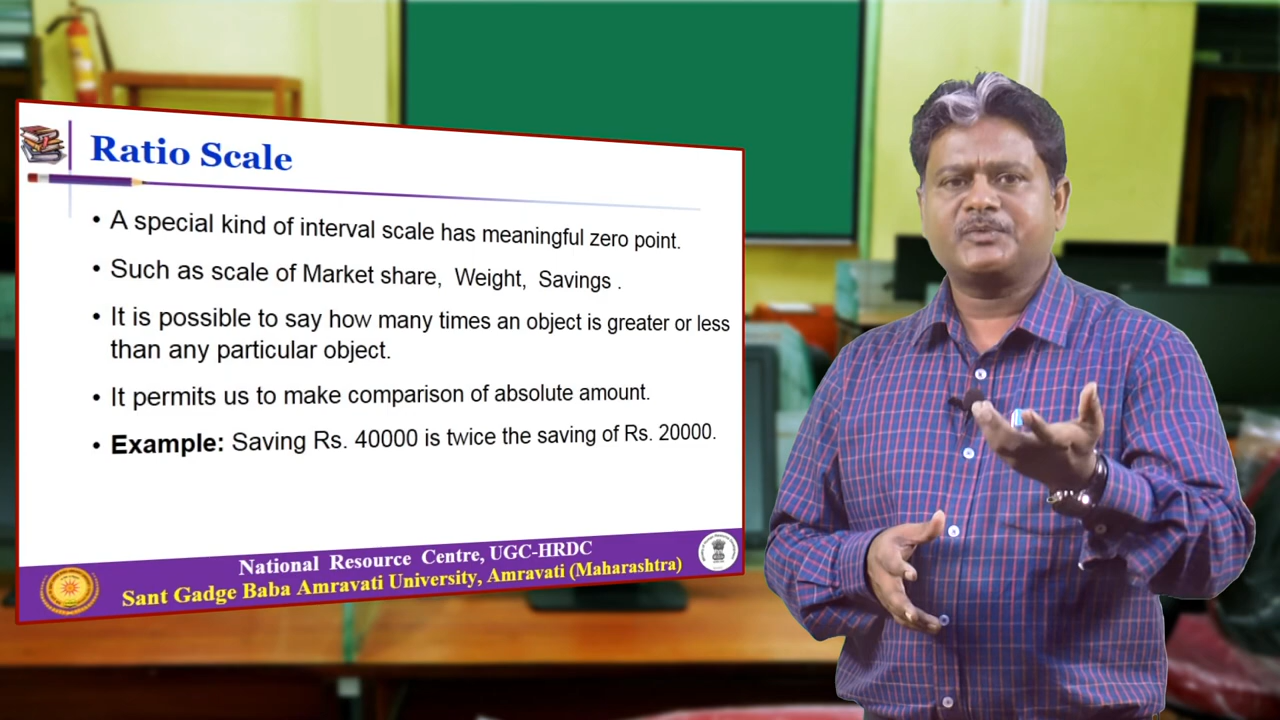 Ratio Scale
• A special kind of interval scale has meaningful zero point.
• Such as scale of Market share, Weight, Savings .
• It is possible to say how many times an object is greater or less
than any particular object.
• It permits us to make comparison of absolute amount.
• Example: Saving Rs. 40000 is twice the saving of Rs. 20000.
National Resource Centre, UGC-HRDC
Sant Gadge Baba Amravati University, Amravati (Maharashtra)